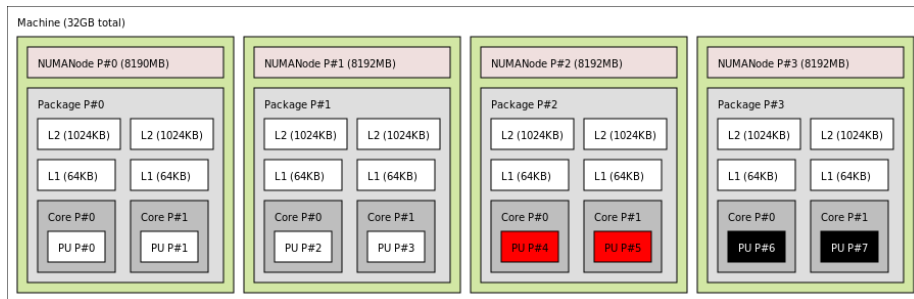 Machine (32GB total)
NUMANode P#0 (8190MB)
Package P#0
L2 (1024KB) L2 (1024KB)
L1 (64KB) L1 (64KB)
Core P#0 Core P#1
PU P#0 PU P#1
NUMANode P#1 (8192MB)
Package P#1
L2 (1024KB) L2 (1024KB)
L1 (64KB) L1 (64KB)
Core P#0 Core P#1
PU P#2 PU P#3
NUMANode P#2 (8192MB)
Package P#2
L2 (1024KB) L2 (1024KB)
L1 (64KB) L1 (64KB)
Core P#0 Core P#1
PU P#4 PU P#5
NUMANode P#3 (8192MB)
Package P#3
L2 (1024KB) L2 (1024KB)
L1 (64KB) L1 (64KB)
Core P#0 Core P#1
PU P#6 PU P#7